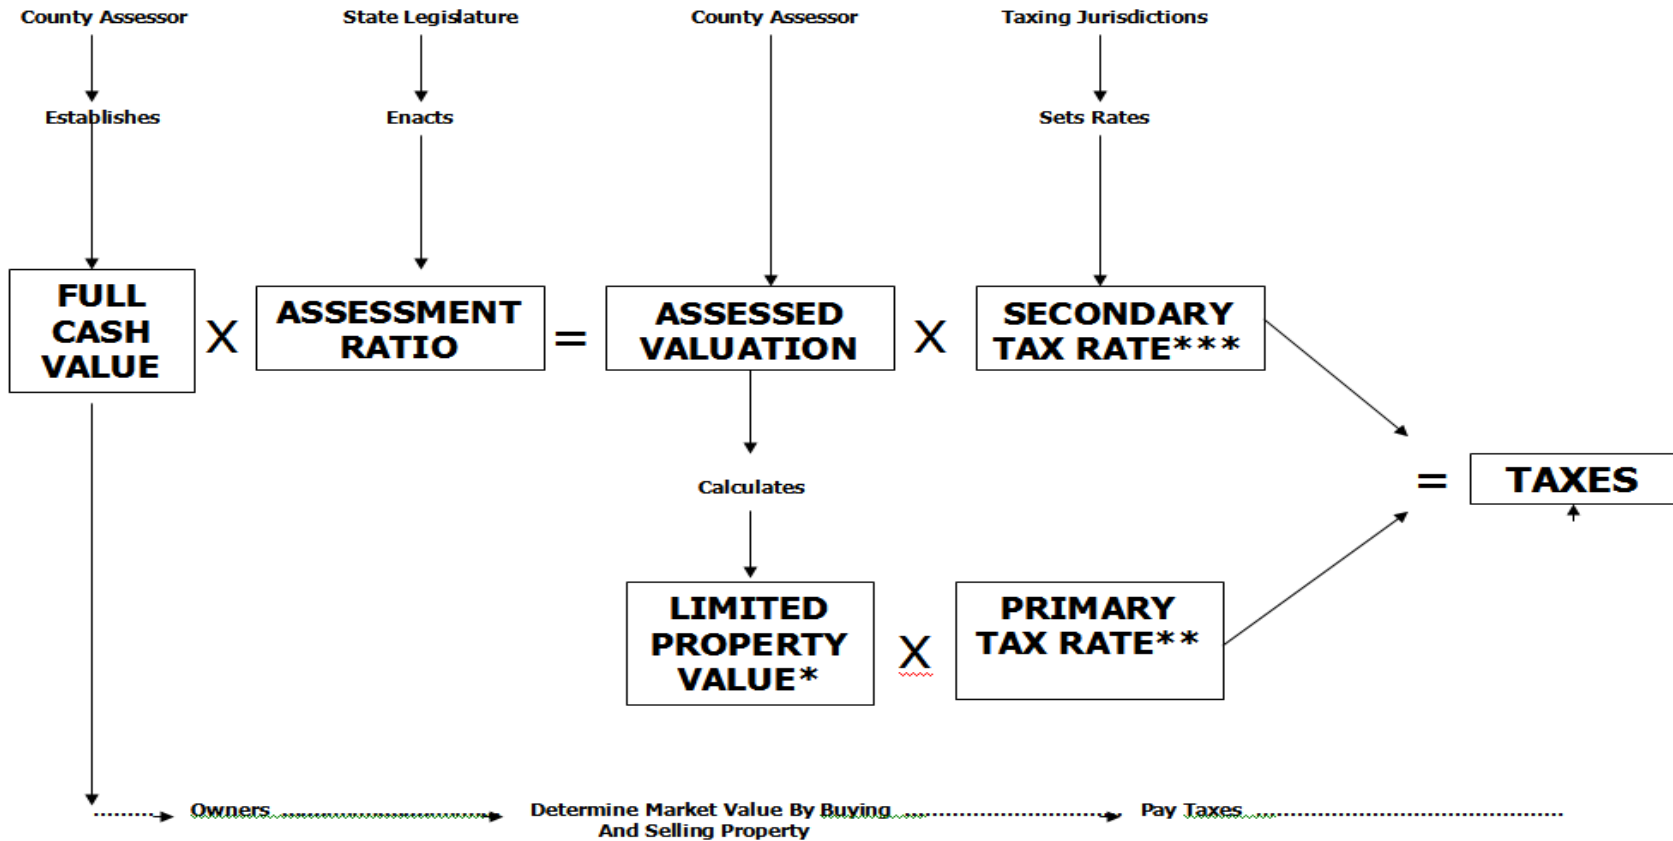 County Assessor
State Legislature
County Assessor
Taxing Jurisdictions
Establishes
Enacts
Sets Rates
FULL
CASH
VALUE
X
ASSESSMENT
RATIO
=
ASSESSED
VALUATION
X
SECONDARY
TAX RATE***
=
TAXES
Calculates
LIMITED
PROPERTY
VALUE*
X
PRIMARY
TAX RATE**
Owners
Determine Market Value By Buying
And Selling Property
Pay Taxes